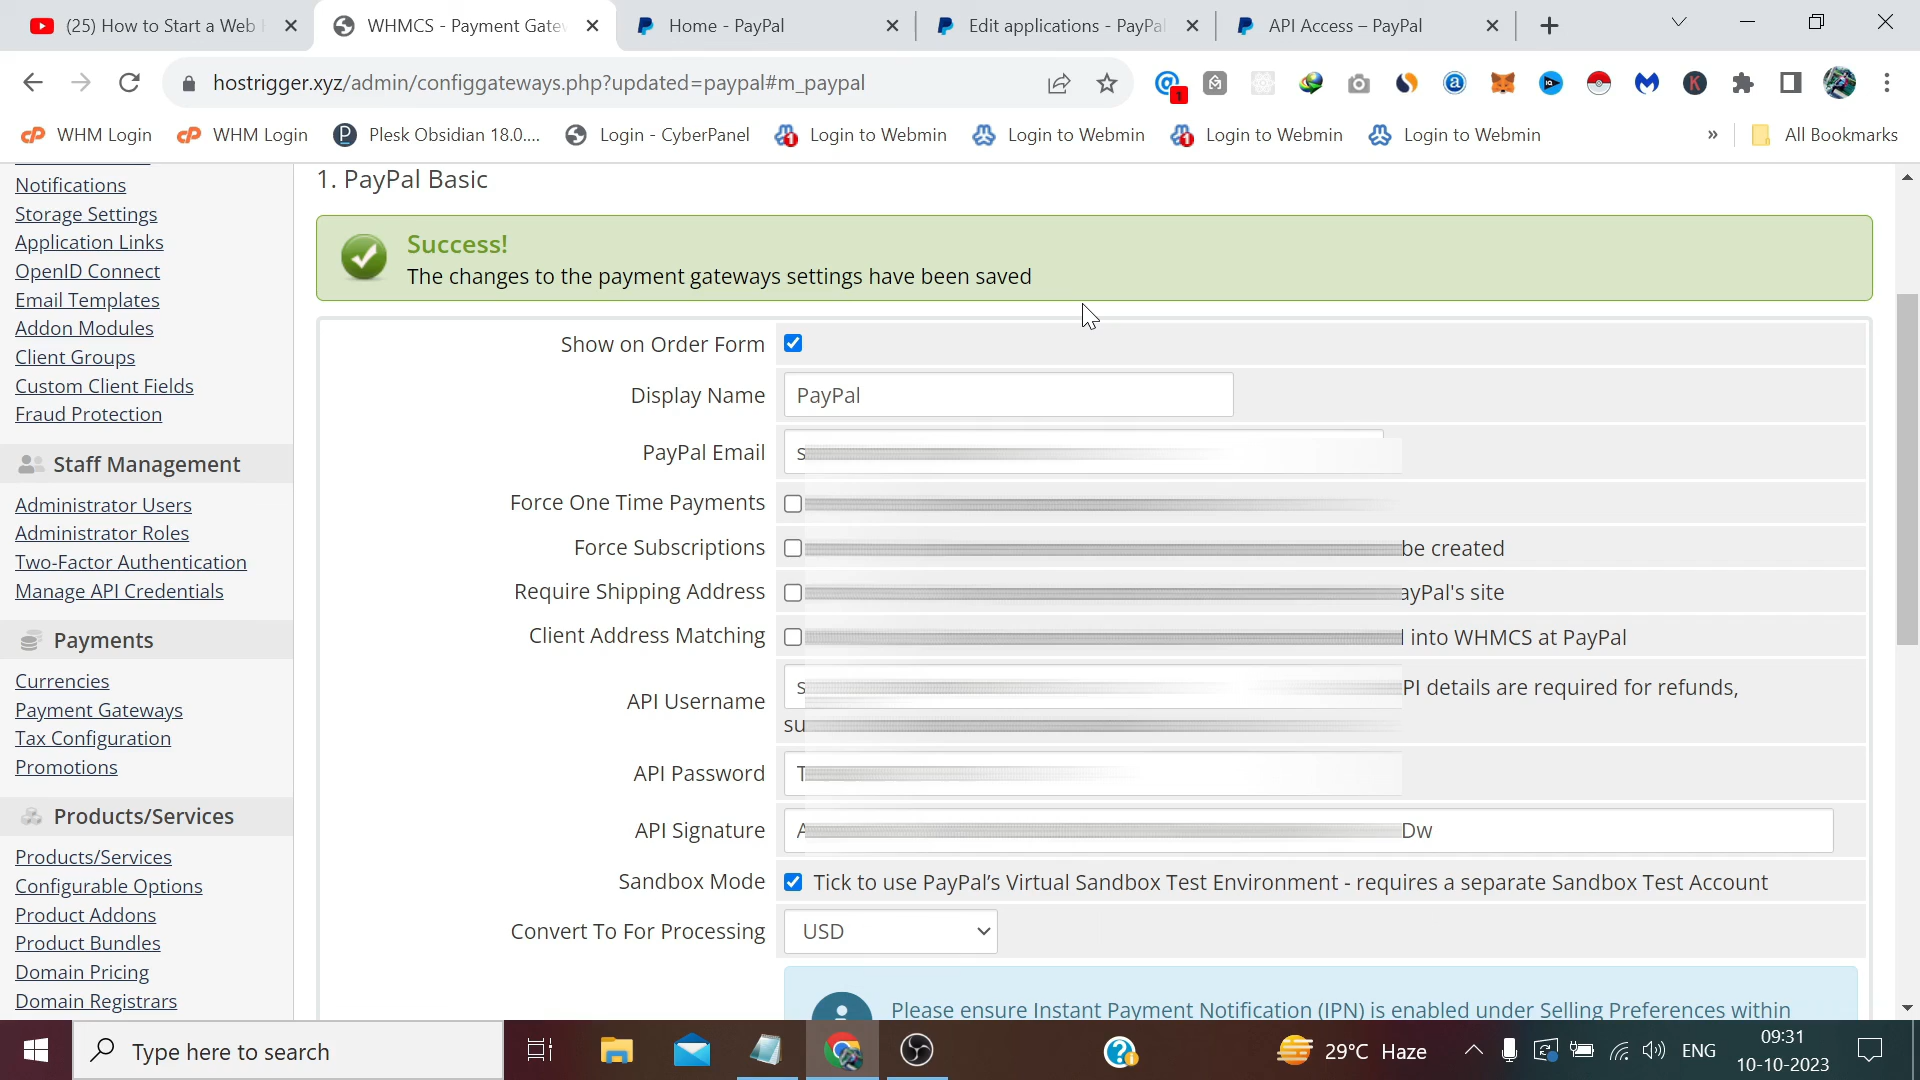 (25) How to Start a Web
WHMCS - Payment Gatew
Home - PayPal
Edit applications - PayPal
API Access – PayPal
hostrigger.xyz/admin/configgateways.php?updated=paypal#m_paypal
1
WHM Login
WHM Login
Plesk Obsidian 18.0....
Login - CyberPanel
Login to Webmin
Login to Webmin
Login to Webmin
Login to Webmin
»
All Bookmarks
Notifications
Storage Settings
Application Links
OpenID Connect
Email Templates
Addon Modules
Client Groups
Custom Client Fields
Fraud Protection
Staff Management
Administrator Users
Administrator Roles
Two-Factor Authentication
Manage API Credentials
Payments
Currencies
Payment Gateways
Tax Configuration
Promotions
Products/Services
Products/Services
Configurable Options
Product Addons
Product Bundles
Domain Pricing
Domain Registrars
1. PayPal Basic
Success!
The changes to the payment gateways settings have been saved
Show on Order Form
Display Name PayPal
PayPal Email s
Force One Time Payments
Force Subscriptions be created
Require Shipping Address ayPal's site
Client Address Matching into WHMCS at PayPal
API Username s PI details are required for refunds,
su
API Password T
API Signature A Dw
Sandbox Mode Tick to use PayPal’s Virtual Sandbox Test Environment - requires a separate Sandbox Test Account
Convert To For Processing USD
Please ensure Instant Payment Notification (IPN) is enabled under Selling Preferences within
Type here to search
29°C Haze
ENG
09:31
10-10-2023